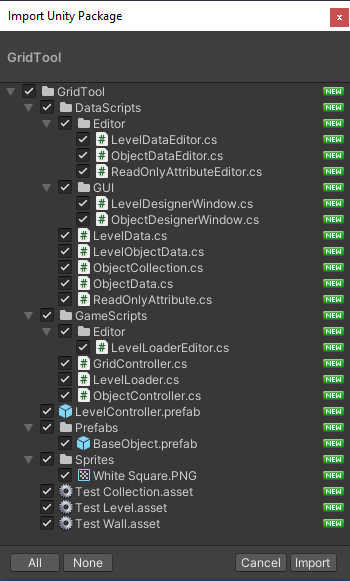 Import Unity Package
x
GridTool
GridTool NEW
DataScripts NEW
Editor NEW
LevelDataEditor.cs NEW
ObjectDataEditor.cs NEW
ReadOnlyAttributeEditor.cs NEW
GUI NEW
LevelDesignerWindow.cs NEW
ObjectDesignerWindow.cs NEW
LevelData.cs NEW
LevelObjectData.cs NEW
ObjectCollection.cs NEW
ObjectData.cs NEW
ReadOnlyAttribute.cs NEW
GameScripts NEW
Editor NEW
LevelLoaderEditor.cs NEW
GridController.cs NEW
LevelLoader.cs NEW
ObjectController.cs NEW
LevelController.prefab NEW
Prefabs NEW
BaseObject.prefab NEW
Sprites NEW
White Square.PNG NEW
Test Collection.asset NEW
Test Level.asset NEW
Test Wall.asset NEW
All None Cancel Import